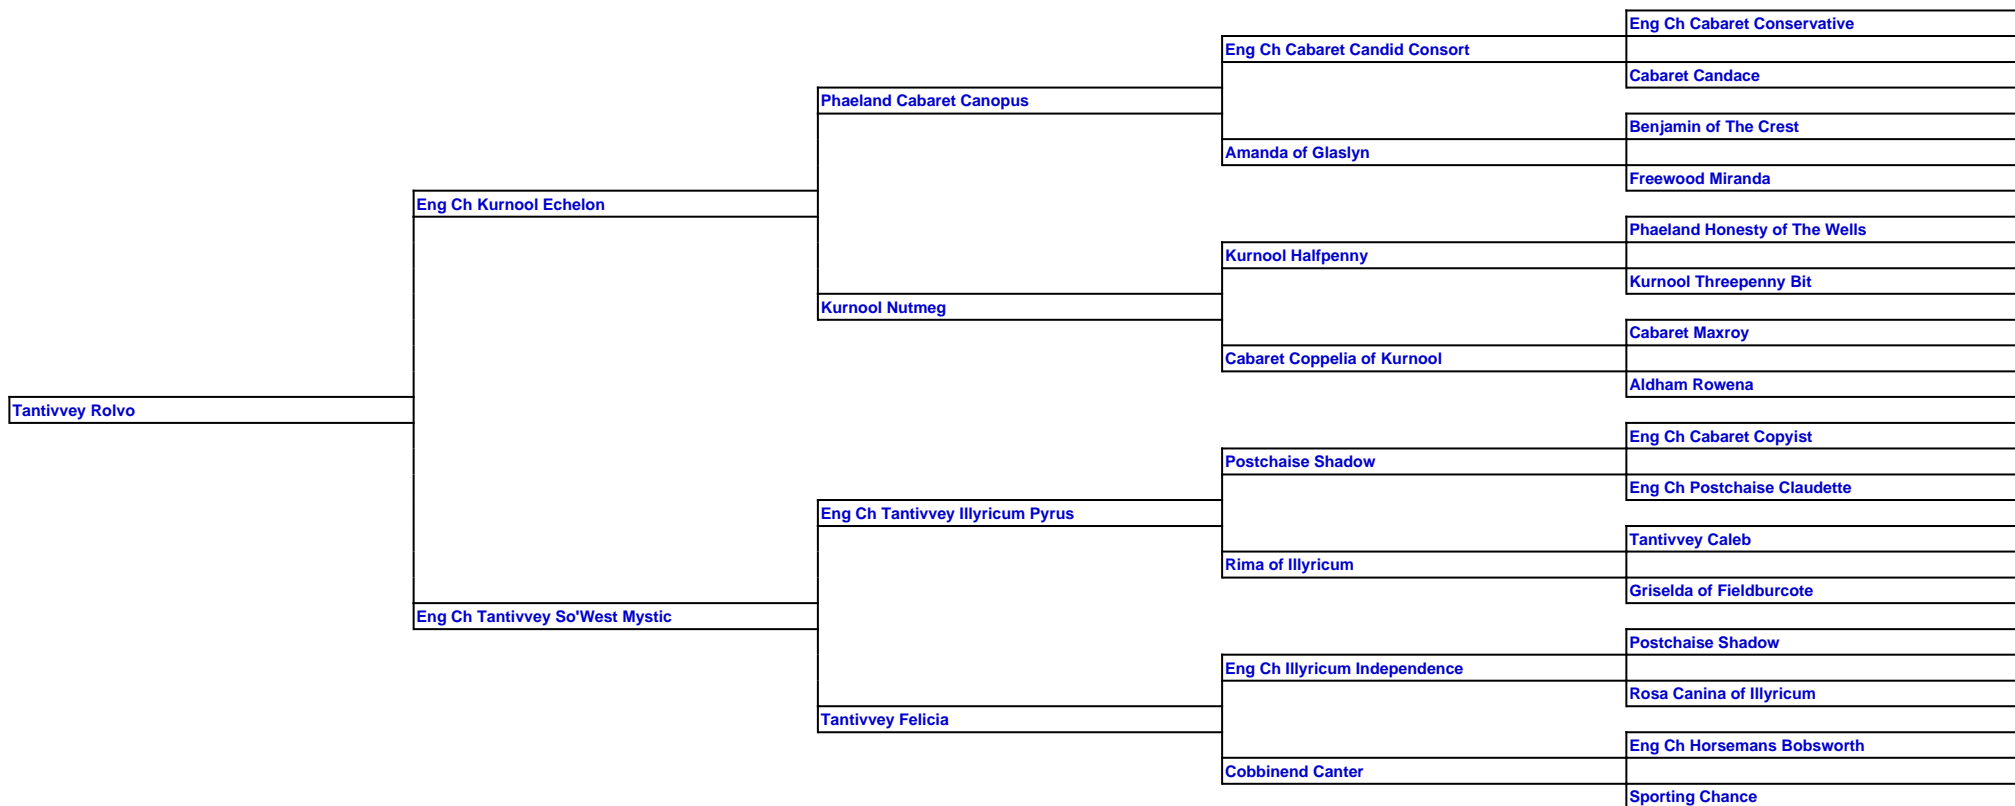 Eng Ch Cabaret Conservative
Eng Ch Cabaret Candid Consort
Cabaret Candace
Phaeland Cabaret Canopus
Benjamin of The Crest
Amanda of Glaslyn
Freewood Miranda
Eng Ch Kurnool Echelon
Phaeland Honesty of The Wells
Kurnool Halfpenny
Kurnool Threepenny Bit
Kurnool Nutmeg
Cabaret Maxroy
Cabaret Coppelia of Kurnool
Aldham Rowena
Tantivvey Rolvo
Eng Ch Cabaret Copyist
Postchaise Shadow
Eng Ch Postchaise Claudette
Eng Ch Tantivvey Illyricum Pyrus
Tantivvey Caleb
Rima of Illyricum
Griselda of Fieldburcote
Eng Ch Tantivvey So'West Mystic
Postchaise Shadow
Eng Ch Illyricum Independence
Rosa Canina of Illyricum
Tantivvey Felicia
Eng Ch Horsemans Bobsworth
Cobbinend Canter
Sporting Chance